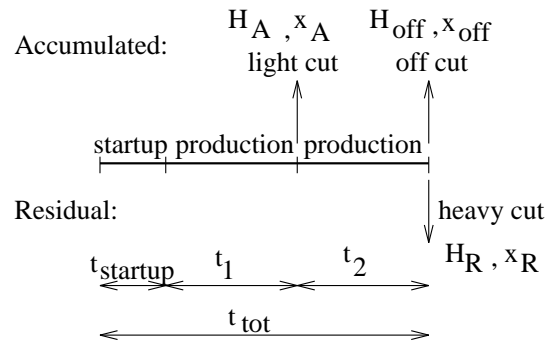 Accumulated: H_A , x_A H_off , x_off
light cut off cut
startup production production
Residual: heavy cut
t_startup t_1 t_2 H_R , x_R
t_tot